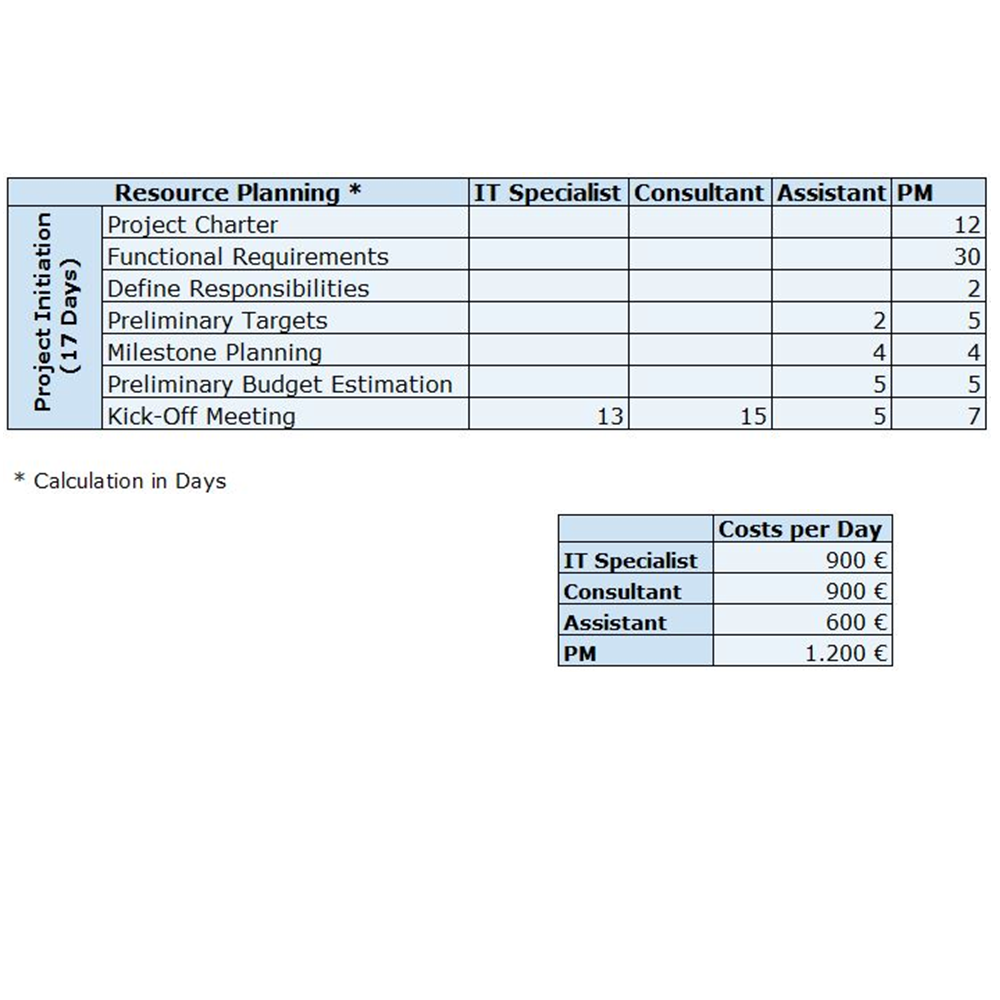 Resource Planning * IT Specialist Consultant Assistant PM
Project Initiation
(17 Days)
Project Charter 12
Functional Requirements 30
Define Responsibilities 2
Preliminary Targets 2 5
Milestone Planning 4 4
Preliminary Budget Estimation 5 5
Kick-Off Meeting 13 15 5 7
* Calculation in Days
Costs per Day
IT Specialist 900 €
Consultant 900 €
Assistant 600 €
PM 1.200 €